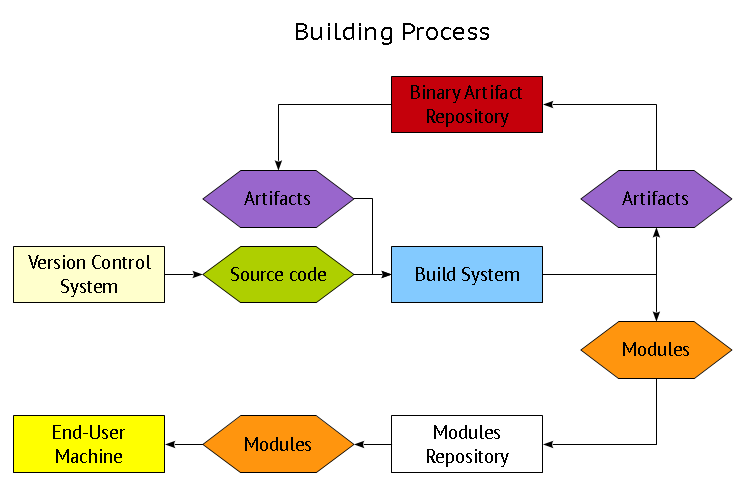 Building Process
Binary Artifact
Repository
Artifacts
Artifacts
Version Control
System
Source code
Build System
Modules
End-User
Machine
Modules
Modules
Repository